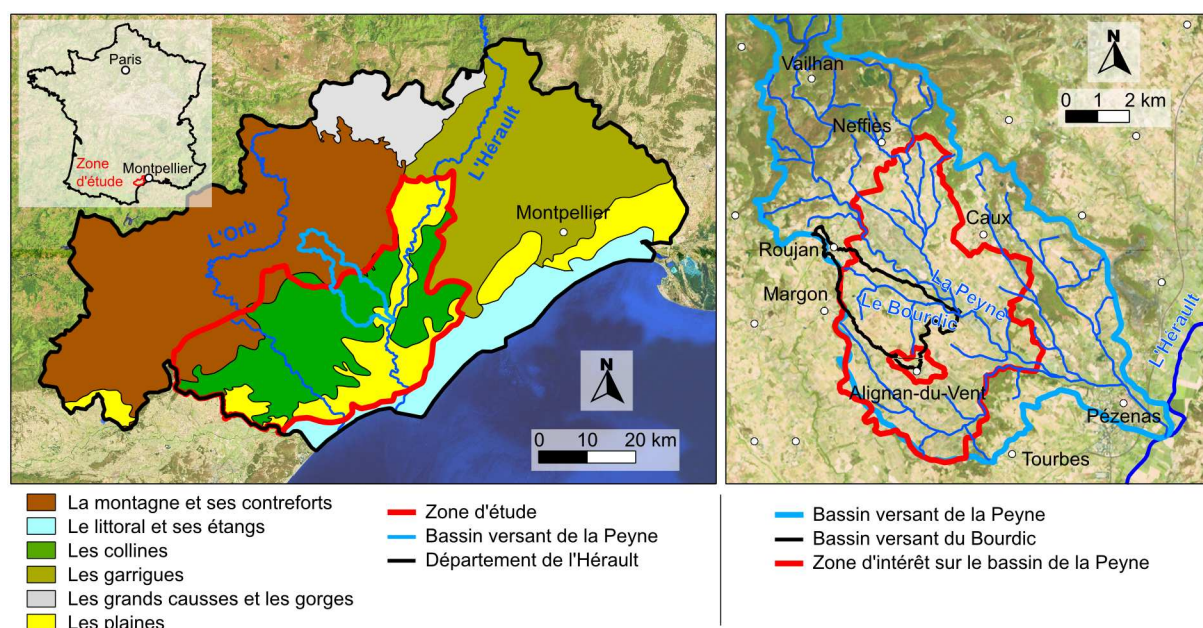 Paris
Montpellier
Zone
d'étude
L'Hérault
L'Orb
Montpellier
N
0 10 20 km
N
0 1 2 km
Vailhan
Neffiès
Caux
Roujan
La Peyne
Margon
Le Bourdic
L'Hérault
Alignan-du-Vent
Pézenas
Tourbes
La montagne et ses contreforts
Le littoral et ses étangs
Les collines
Les garrigues
Les grands causses et les gorges
Les plaines
Zone d'étude
Bassin versant de la Peyne
Département de l'Hérault
Bassin versant de la Peyne
Bassin versant du Bourdic
Zone d'intérêt sur le bassin de la Peyne